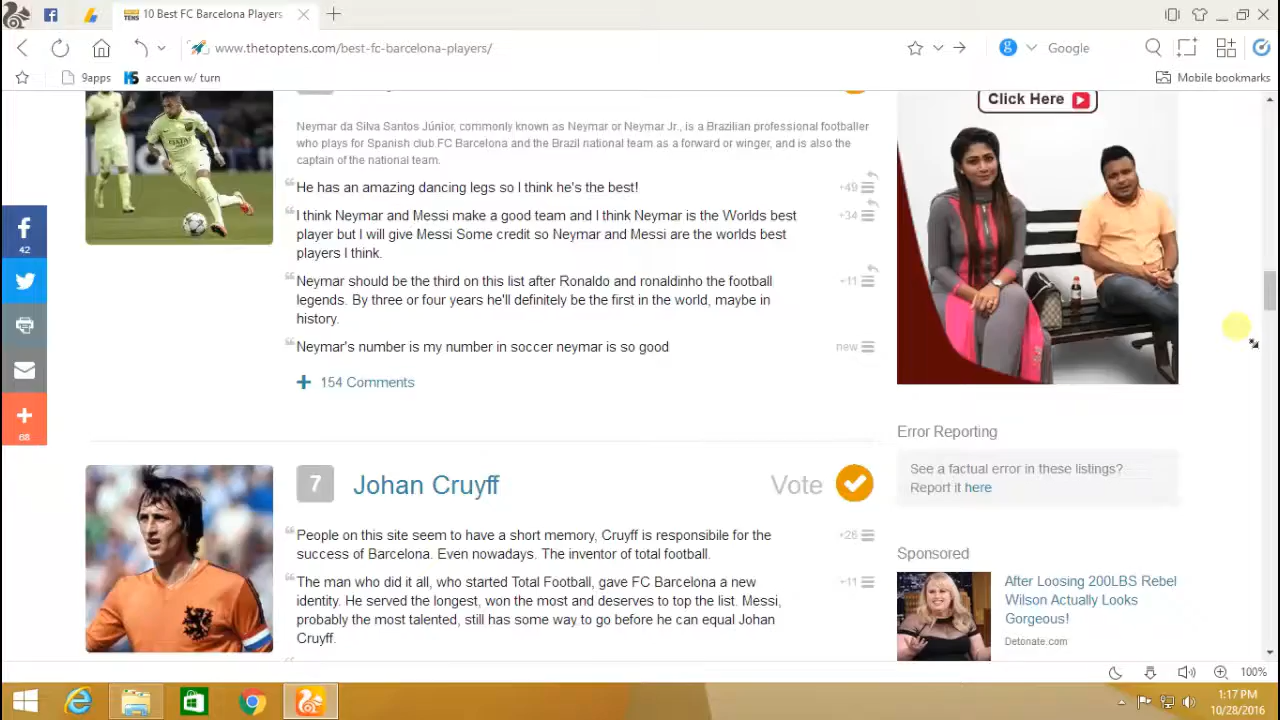 10 Best FC Barcelona Players
www.thetoptens.com/best-fc-barcelona-players/
Google
9apps
accuen w/ turn
Mobile bookmarks
Neymar da Silva Santos Júnior, commonly known as Neymar or Neymar Jr., is a Brazilian professional footballer
who plays for Spanish club FC Barcelona and the Brazil national team as a forward or winger, and is also the
captain of the national team.
He has an amazing dancing legs so I think he's the best!
+49
I think Neymar and Messi make a good team and I think Neymar is the Worlds best
+34
player but I will give Messi Some credit so Neymar and Messi are the worlds best
players I think.
Neymar should be the third on this list after Ronaldo and ronaldinho the football
+11
legends. By three or four years he'll definitely be the first in the world, maybe in
history.
Neymar's number is my number in soccer neymar is so good
new
154 Comments
7
Johan Cruyff
Vote
People on this site seem to have a short memory, Cruyff is responsibile for the
success of Barcelona. Even nowadays. The inventor of total football.
The man who did it all, who started Total Football, gave FC Barcelona a new
+11
identity. He served the longest, won the most and deserves to top the list. Messi,
probably the most talented, still has some way to go before he can equal Johan
Cruyff.
42
Click Here
Error Reporting
See a factual error in these listings?
Report it here
Sponsored
After Loosing 200LBS Rebel
Wilson Actually Looks
Gorgeous!
Detonate.com
100%
1:17 PM
10/28/2016